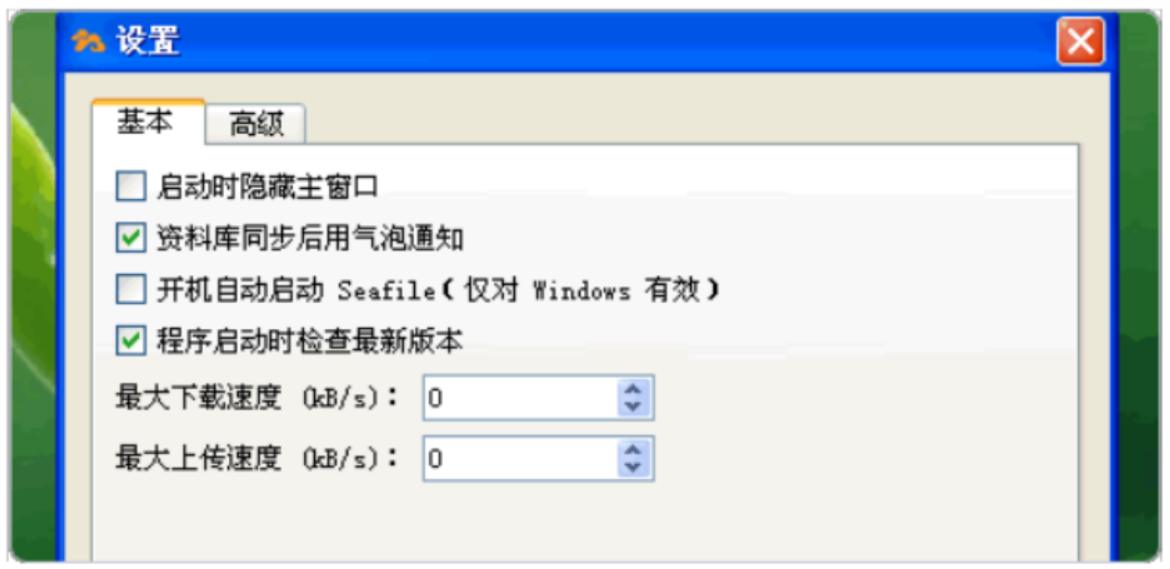 设置
基本 高级
启动时隐藏主窗口
资料库同步后用气泡通知
开机自动启动 Seafile(仅对 Windows 有效)
程序启动时检查最新版本
最大下载速度 (kB/s): 0
最大上传速度 (kB/s): 0